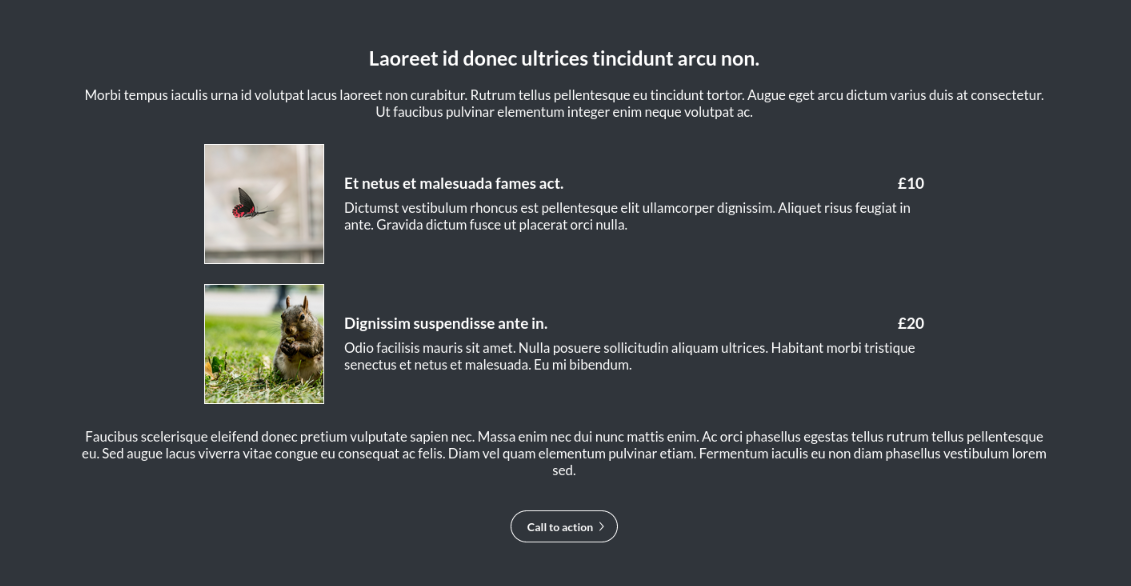 Laoreet id donec ultrices tincidunt arcu non.
Morbi tempus iaculis urna id volutpat lacus laoreet non curabitur. Rutrum tellus pellentesque eu tincidunt tortor. Augue eget arcu dictum varius duis at consectetur.
Ut faucibus pulvinar elementum integer enim neque volutpat ac.
Et netus et malesuada fames act. £10
Dictumst vestibulum rhoncus est pellentesque elit ullamcorper dignissim. Aliquet risus feugiat in
ante. Gravida dictum fusce ut placerat orci nulla.
Dignissim suspendisse ante in. £20
Odio facilisis mauris sit amet. Nulla posuere sollicitudin aliquam ultrices. Habitant morbi tristique
senectus et netus et malesuada. Eu mi bibendum.
Faucibus scelerisque eleifend donec pretium vulputate sapien nec. Massa enim nec dui nunc mattis enim. Ac orci phasellus egestas tellus rutrum tellus pellentesque
eu. Sed augue lacus viverra vitae congue eu consequat ac felis. Diam vel quam elementum pulvinar etiam. Fermentum iaculis eu non diam phasellus vestibulum lorem
sed.
Call to action